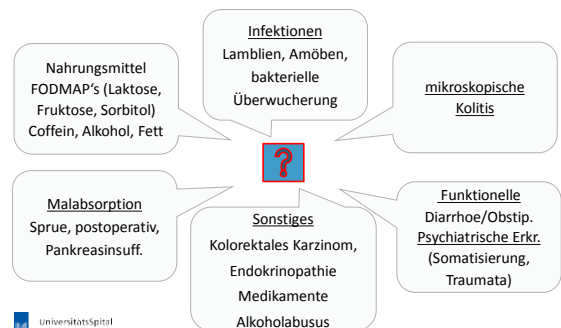 Infektionen
Lamblien, Amöben,
bakterielle
Überwucherung
Nahrungsmittel
FODMAP's (Laktose,
Fruktose, Sorbitol)
Coffein, Alkohol, Fett
mikroskopische
Kolitis
?
Malabsorption
Sprue, postoperativ,
Pankreasinsuff.
Sonstiges
Kolorektales Karzinom,
Endokrinopathie
Medikamente
Alkoholabusus
Funktionelle
Diarrhoe/Obstip.
Psychiatrische Erkr.
(Somatisierung,
Traumata)
UniversitätsSpital